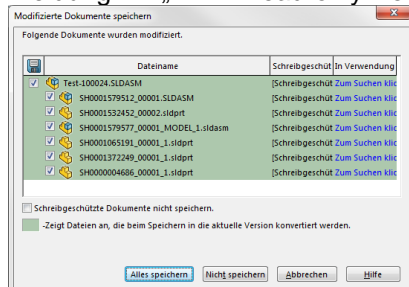 Modifizierte Dokumente speichern
Folgende Dokumente wurden modifiziert.
Dateiname Schreibgeschüt In Verwendung
Test-100024.SLDASM [Schreibgeschüt Zum Suchen klic
SH0001579512_00001.SLDASM [Schreibgeschüt Zum Suchen klic
SH0001532452_00002.sldprt [Schreibgeschüt Zum Suchen klic
SH0001579577_00001_MODEL_1.sldasm [Schreibgeschüt Zum Suchen klic
SH0001065191_00001_1.sldprt [Schreibgeschüt Zum Suchen klic
SH0001372249_00001_1.sldprt [Schreibgeschüt Zum Suchen klic
SH0000004686_00001_1.sldprt [Schreibgeschüt Zum Suchen klic
Schreibgeschützte Dokumente nicht speichern.
-Zeigt Dateien an, die beim Speichern in die aktuelle Version konvertiert werden.
Alles speichern Nicht speichern Abbrechen Hilfe